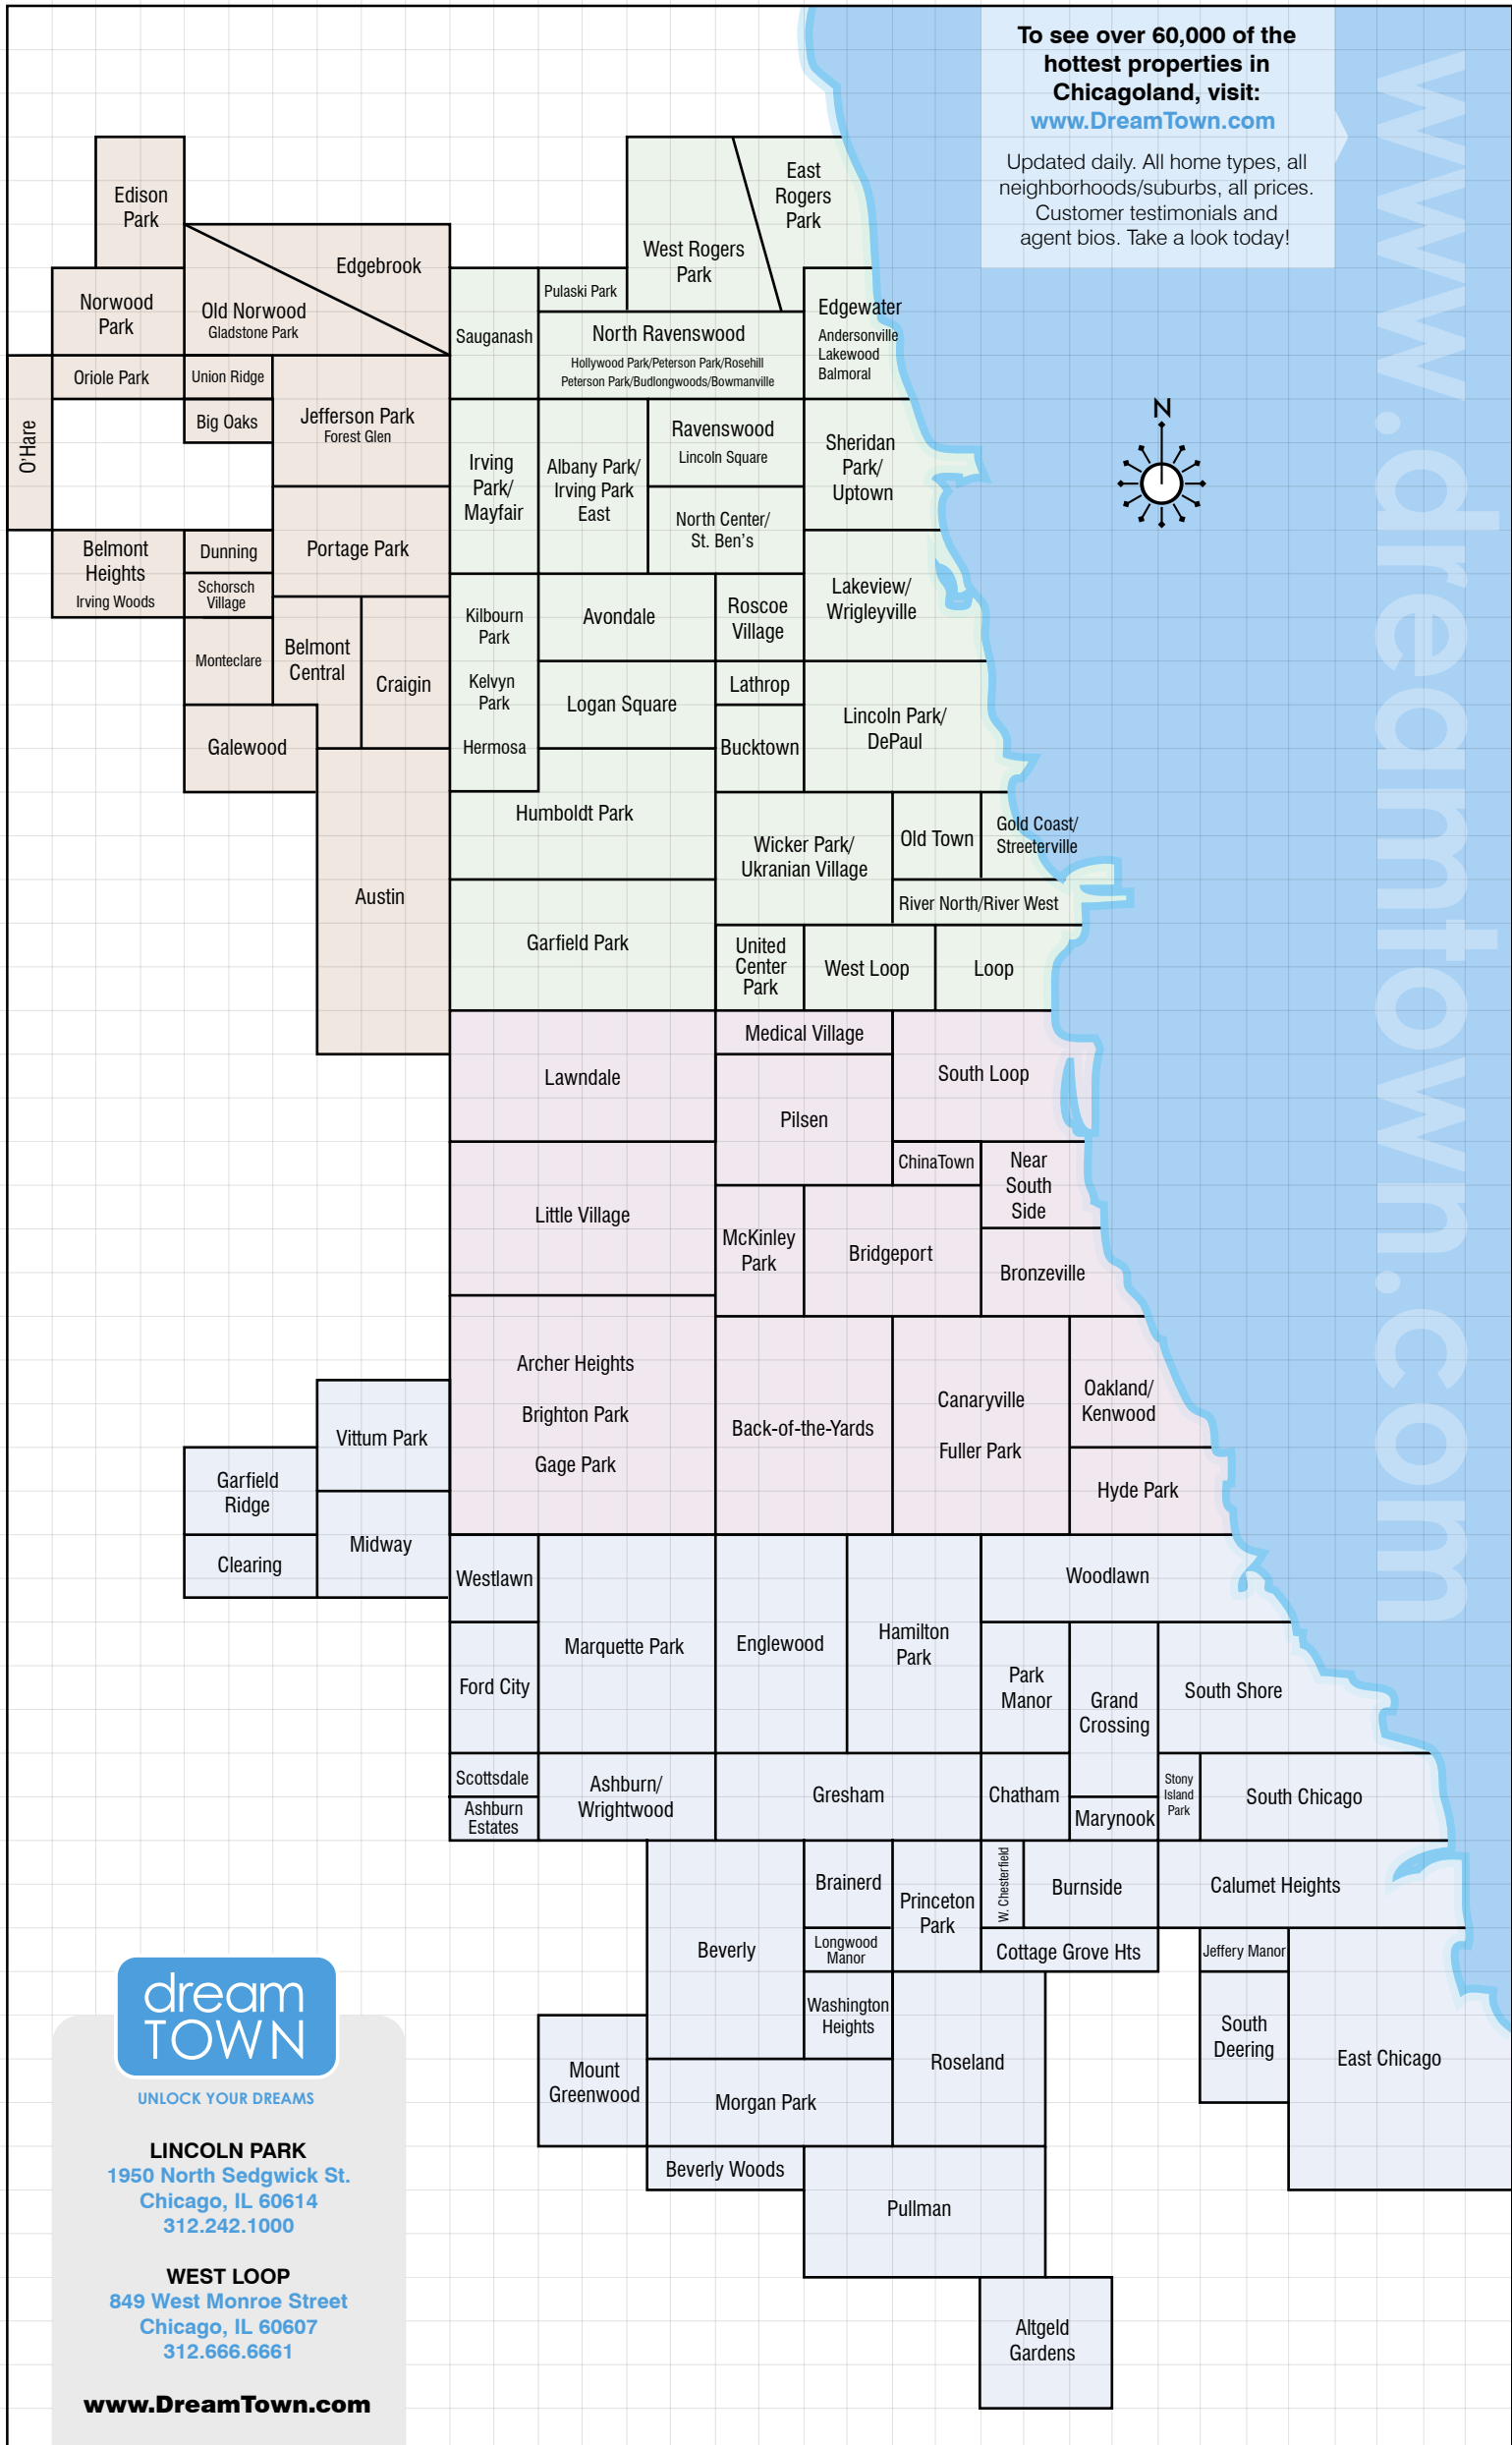 To see over 60,000 of the
hottest properties in
Chicagoland, visit:
www.DreamTown.com
Updated daily. All home types, all
neighborhoods/suburbs, all prices.
Customer testimonials and
agent bios. Take a look today!
www.dreamtown.com
N
Edison
Park
East
Rogers
Park
West Rogers
Park
Edgebrook
Norwood
Park
Old Norwood
Gladstone Park
Pulaski Park
Sauganash
North Ravenswood
Hollywood Park/Peterson Park/Rosehill
Peterson Park/Budlongwoods/Bowmanville
Edgewater
Andersonville
Lakewood
Balmoral
Oriole Park
Union Ridge
Big Oaks
O'Hare
Jefferson Park
Forest Glen
Irving
Park/
Mayfair
Albany Park/
Irving Park
East
Ravenswood
Lincoln Square
North Center/
St. Ben's
Sheridan
Park/
Uptown
Belmont
Heights
Irving Woods
Dunning
Schorsch
Village
Portage Park
Kilbourn
Park
Kelvyn
Park
Hermosa
Avondale
Roscoe
Village
Lakeview/
Wrigleyville
Monteclare
Belmont
Central
Craigin
Logan Square
Lathrop
Bucktown
Lincoln Park/
DePaul
Galewood
Humboldt Park
Wicker Park/
Ukranian Village
Old Town
Gold Coast/
Streeterville
River North/River West
Austin
Garfield Park
United
Center
Park
West Loop
Loop
Lawndale
Medical Village
South Loop
Pilsen
ChinaTown
Near
South
Side
Little Village
McKinley
Park
Bridgeport
Bronzeville
Archer Heights
Brighton Park
Gage Park
Back-of-the-Yards
Canaryville
Fuller Park
Oakland/
Kenwood
Hyde Park
Vittum Park
Garfield
Ridge
Midway
Clearing
Westlawn
Marquette Park
Englewood
Hamilton
Park
Woodlawn
Ford City
Park
Manor
Grand
Crossing
South Shore
Scottsdale
Ashburn
Estates
Ashburn/
Wrightwood
Gresham
Chatham
Marynook
Stony
Island
Park
South Chicago
Beverly
Brainerd
Princeton
Park
W. Chesterfield
Burnside
Calumet Heights
Longwood
Manor
Cottage Grove Hts
Jeffery Manor
Washington
Heights
South
Deering
East Chicago
Mount
Greenwood
Roseland
Morgan Park
Beverly Woods
Pullman
Altgeld
Gardens
dream
TOWN
UNLOCK YOUR DREAMS
LINCOLN PARK
1950 North Sedgwick St.
Chicago, IL 60614
312.242.1000
WEST LOOP
849 West Monroe Street
Chicago, IL 60607
312.666.6661
www.DreamTown.com